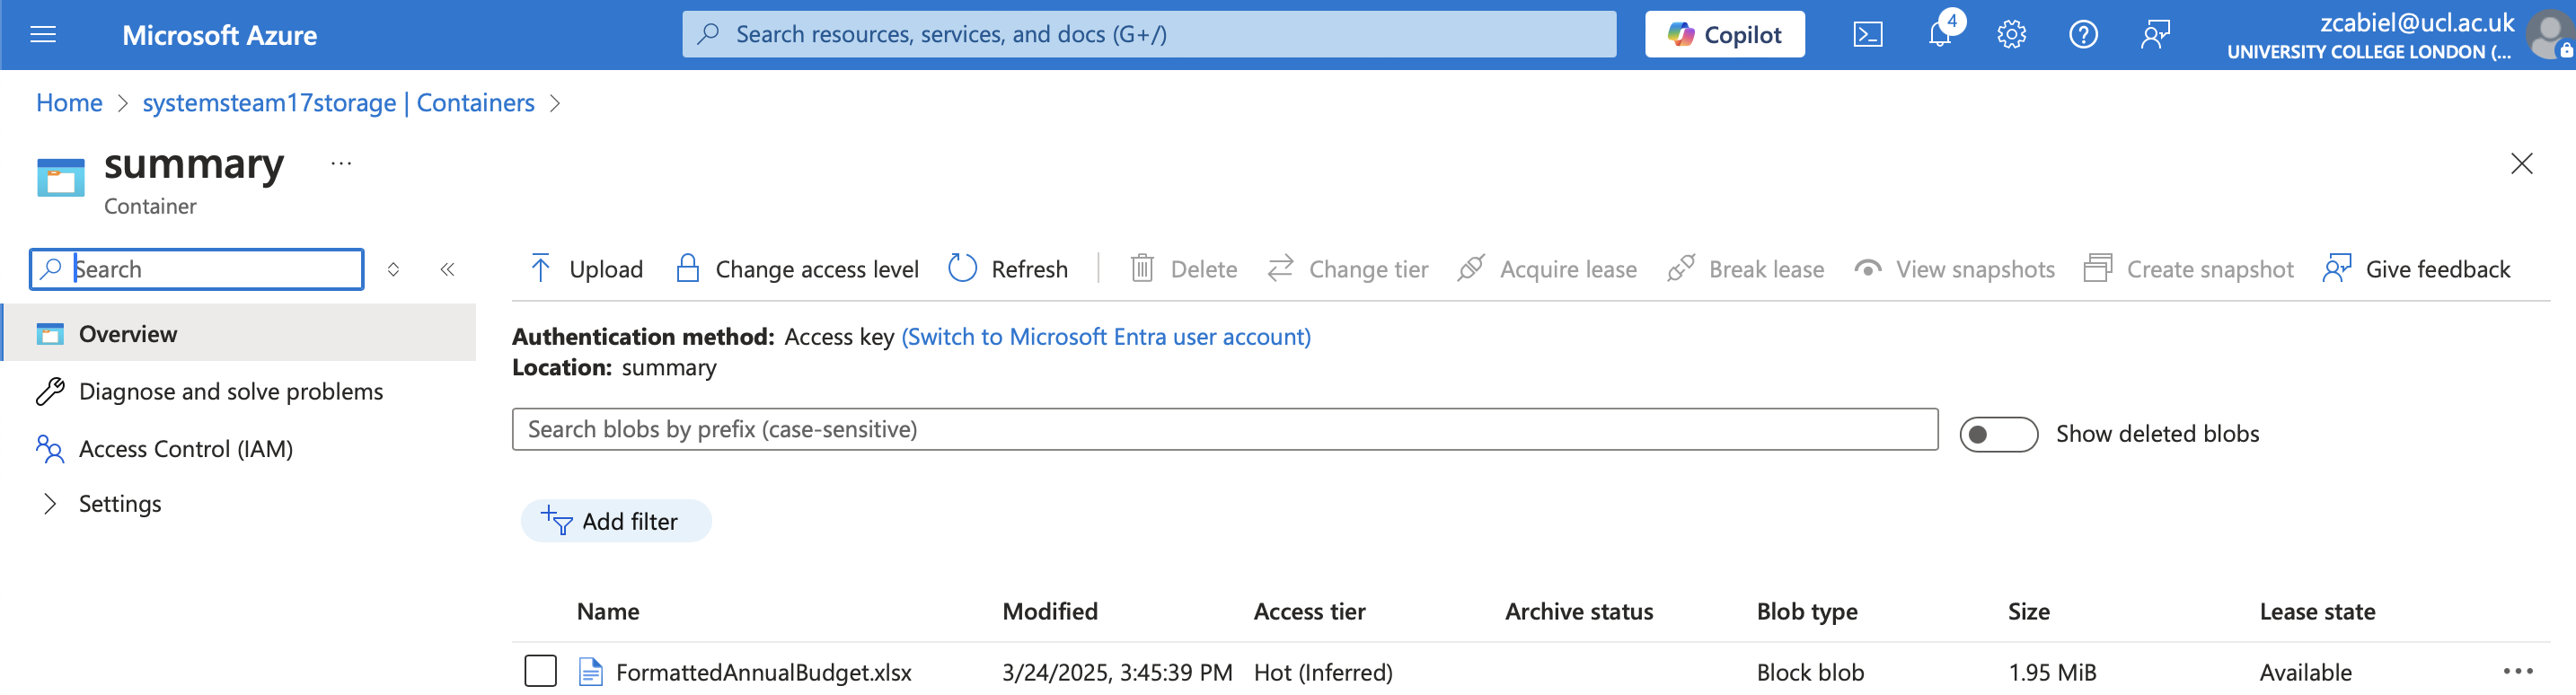 Microsoft Azure
Search resources, services, and docs (G+/)
Copilot
4
zcabiel@ucl.ac.uk
UNIVERSITY COLLEGE LONDON (...
Home > systemsteam17storage | Containers >
summary ...
Container
Search
Upload Change access level Refresh Delete Change tier Acquire lease Break lease View snapshots Create snapshot Give feedback
Overview
Diagnose and solve problems
Access Control (IAM)
Settings
Authentication method: Access key (Switch to Microsoft Entra user account)
Location: summary
Search blobs by prefix (case-sensitive)
Show deleted blobs
Add filter
Name Modified Access tier Archive status Blob type Size Lease state
FormattedAnnualBudget.xlsx 3/24/2025, 3:45:39 PM Hot (Inferred) Block blob 1.95 MiB Available ...